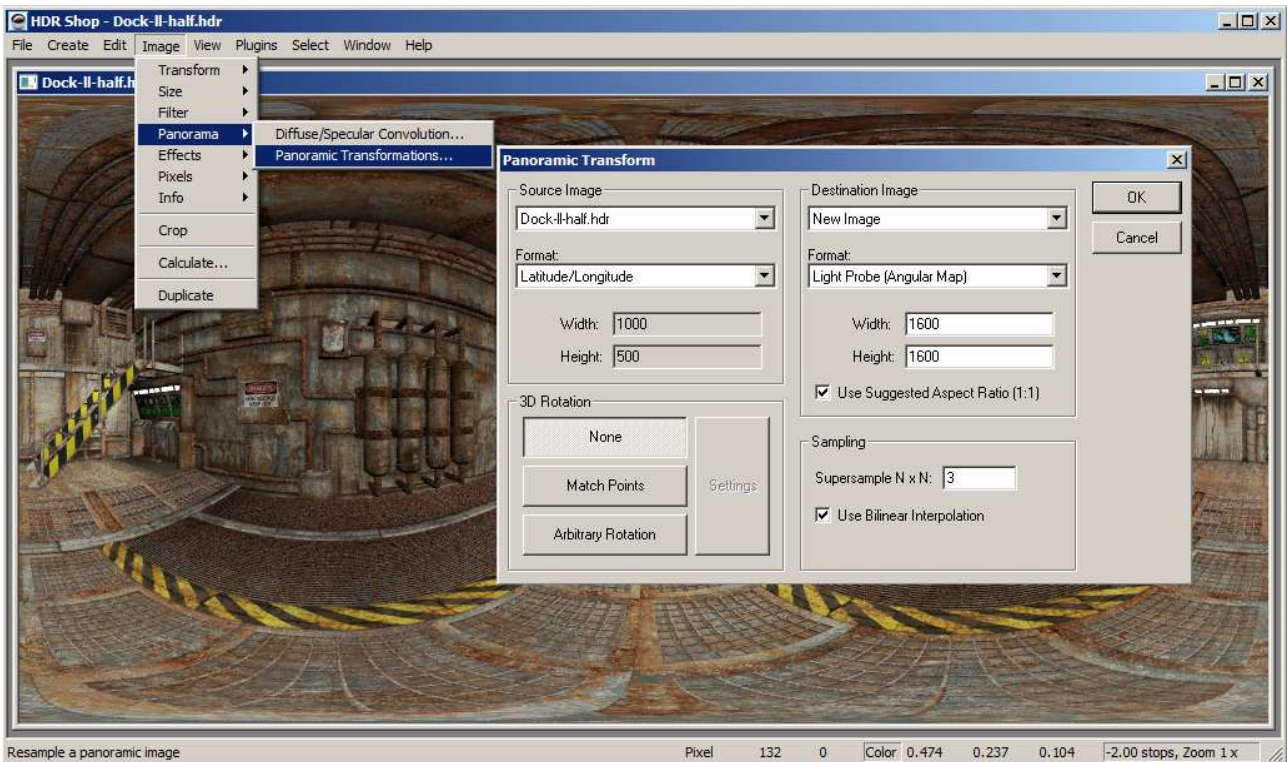 HDR Shop - Dock-ll-half.hdr
File Create Edit Image View Plugins Select Window Help
Dock-ll-half.h
Transform
Size
Filter
Panorama
Effects
Pixels
Info
Crop
Calculate...
Duplicate
Diffuse/Specular Convolution...
Panoramic Transformations...
Panoramic Transform
Source Image
Dock-ll-half.hdr
Format:
Latitude/Longitude
Width: 1000
Height: 500
3D Rotation
None
Match Points
Arbitrary Rotation
Settings
Destination Image
New Image
Format:
Light Probe (Angular Map)
Width: 1600
Height: 1600
Use Suggested Aspect Ratio (1:1)
Sampling
Supersample N x N: 3
Use Bilinear Interpolation
OK
Cancel
DANGER
Resample a panoramic image Pixel 132 0 Color 0.474 0.237 0.104 -2.00 stops, Zoom 1 x